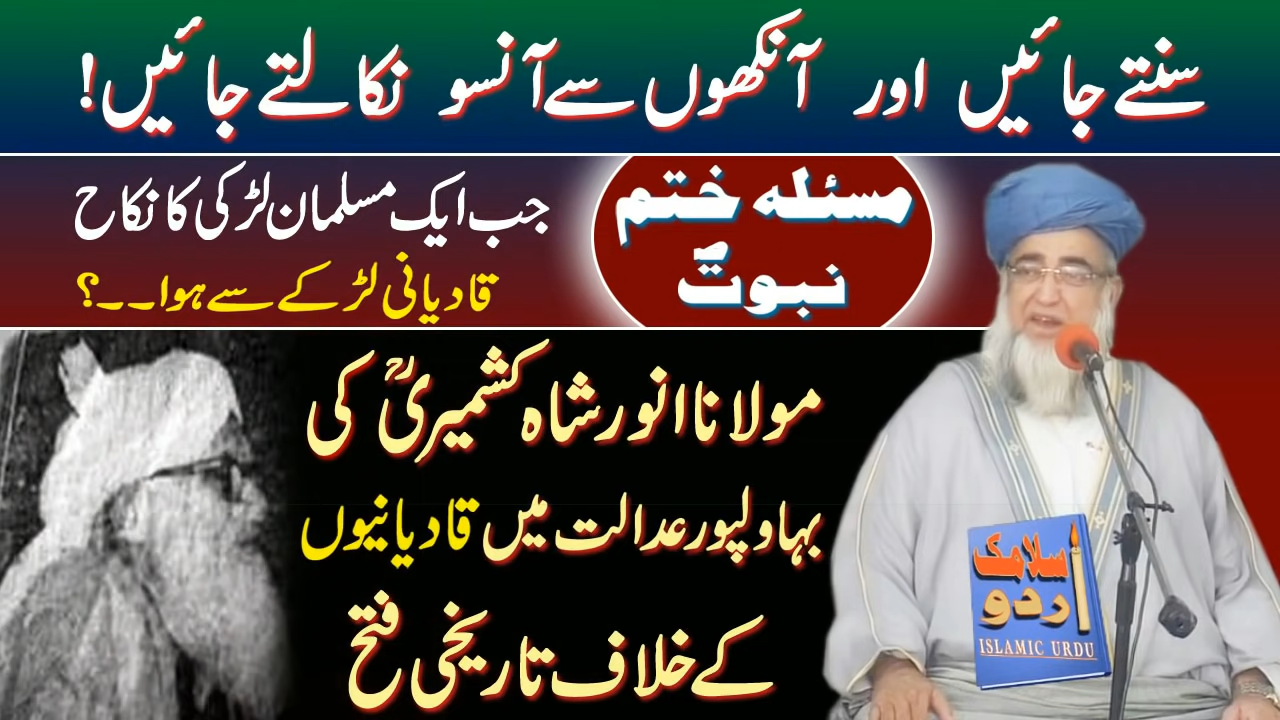 سنتے جائیں اور آنکھوں سے آنسو نکالتے جائیں!
مسئلہ ختم
نبوت
جب ایک مسلمان لڑکی کا نکاح
قادیانی لڑکے سے ہوا۔۔؟
مولانا انور شاہ کشمیریؒ کی
بہاولپور عدالت میں قادیانیوں
کے خلاف تاریخی فتح
اسلامک
اردو
ISLAMIC URDU